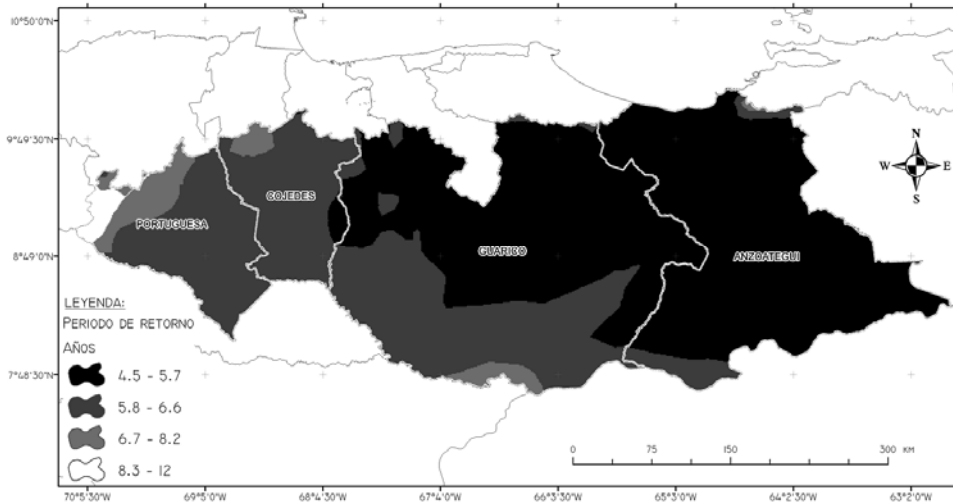 10°50'0"N
9°49'30"N
8°49'0"N
7°48'30"N
N
W E
S
PORTUGUESA
COJEDES
GUARICO
ANZOATEGUI
LEYENDA:
PERIODO DE RETORNO
AÑOS
4.5 - 5.7
5.8 - 6.6
6.7 - 8.2
8.3 - 12
0 75 150 300 KM
70°5'30"W 69°5'0"W 68°4'30"W 67°4'0"W 66°3'30"W 65°3'0"W 64°2'30"W 63°2'0"W